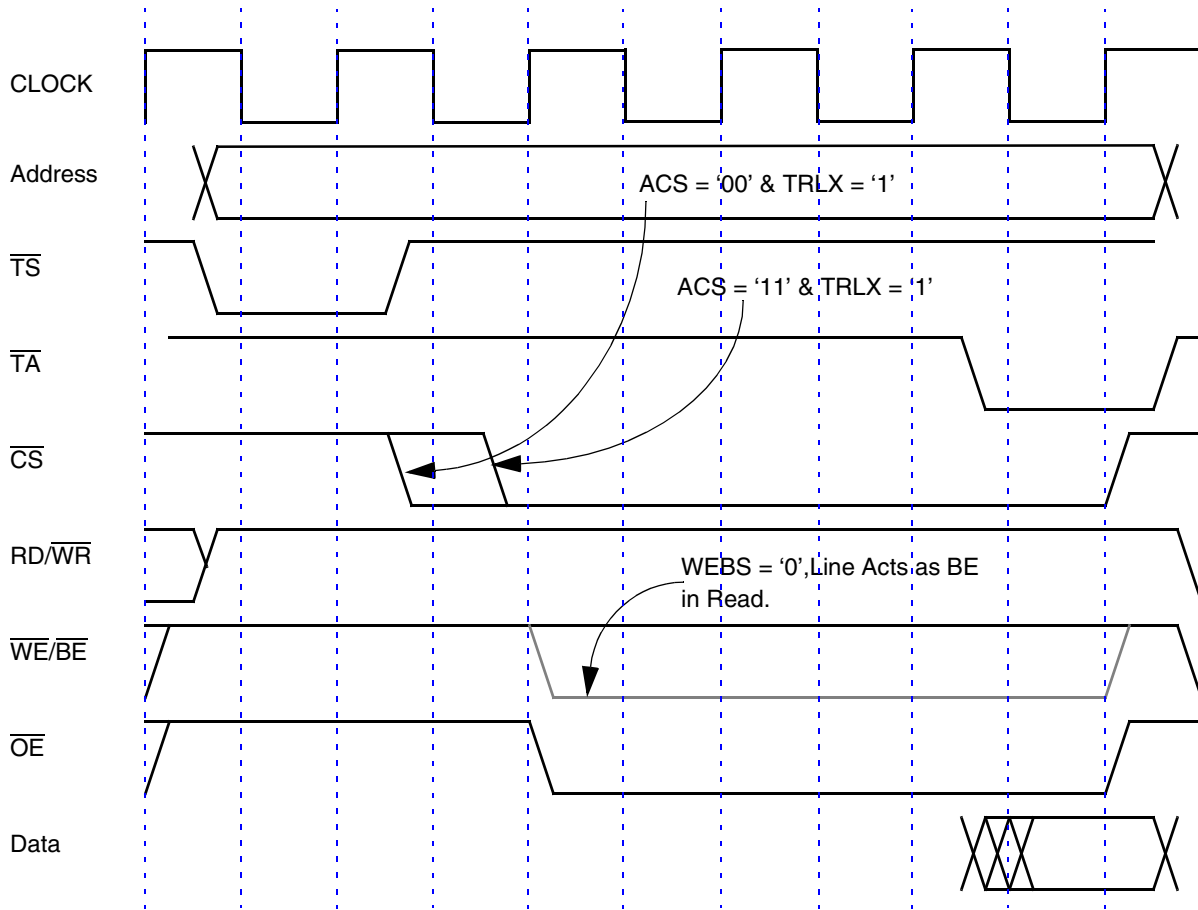 CLOCK
Address
ACS = ‘00’ & TRLX = ‘1’
TS
ACS = ‘11’ & TRLX = ‘1’
TA
CS
RD/WR
WEBS = ‘0’,Line Acts as BE
in Read.
WE/BE
OE
Data